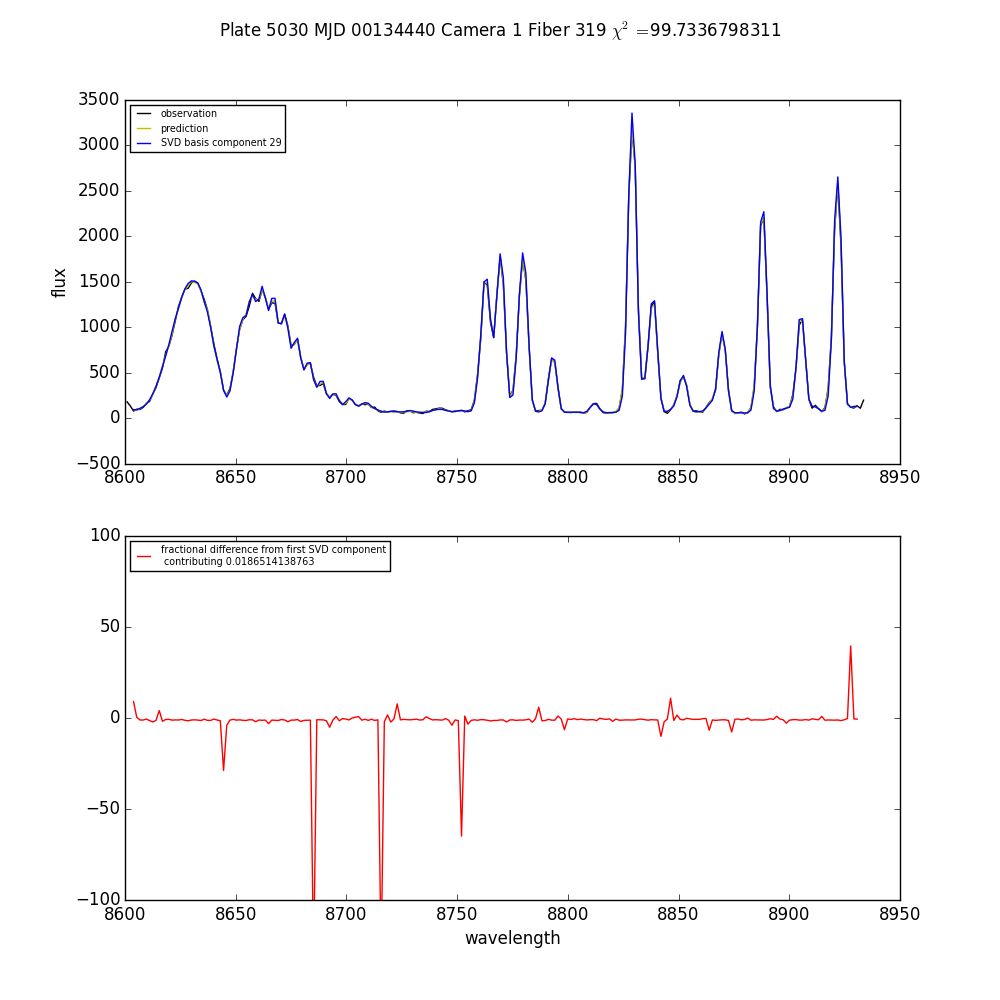 Plate 5030 MJD 00134440 Camera 1 Fiber 319 χ² =99.7336798311
3500
3000
2500
2000
1500
1000
500
0
−500
flux
observation
prediction
SVD basis component 29
8600 8650 8700 8750 8800 8850 8900 8950
100
50
0
−50
−100
fractional difference from first SVD component
contributing 0.0186514138763
8600 8650 8700 8750 8800 8850 8900 8950
wavelength